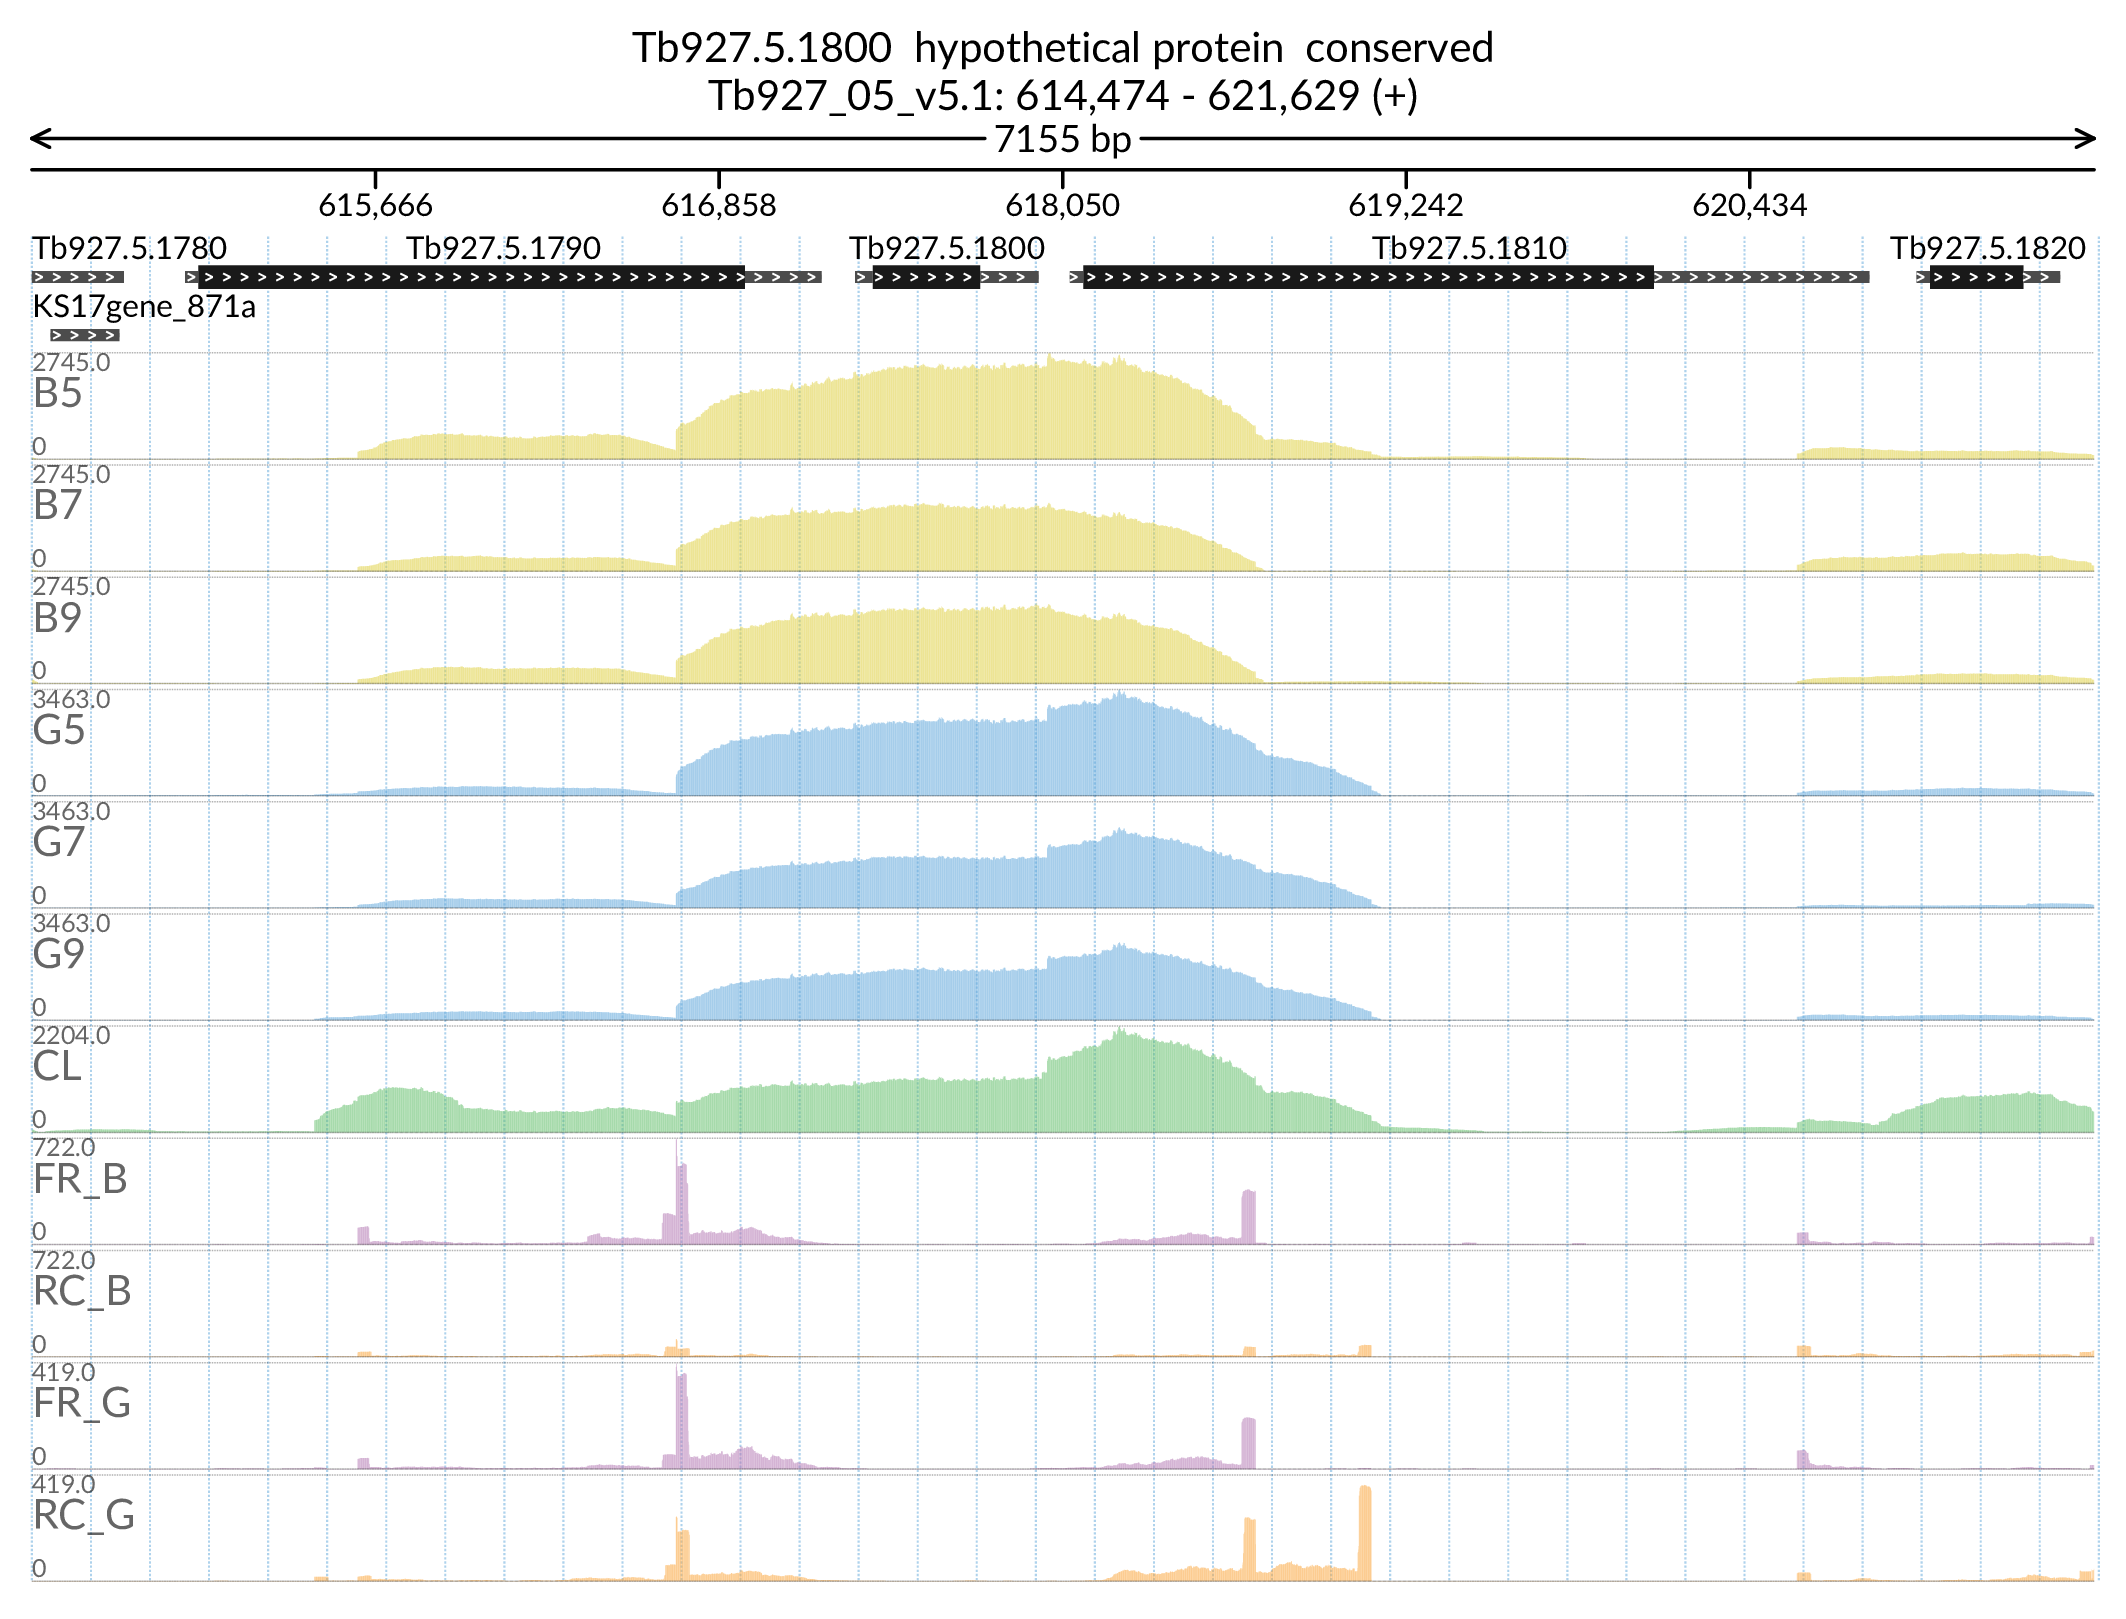 Tb927.5.1800  hypothetical protein  conserved
Tb927_05_v5.1: 614,474 - 621,629 (+)
7155 bp
615,666 616,858 618,050 619,242 620,434
Tb927.5.1780 Tb927.5.1790 Tb927.5.1800 Tb927.5.1810 Tb927.5.1820
KS17gene_871a
2745.0
B5
0
2745.0
B7
0
2745.0
B9
0
3463.0
G5
0
3463.0
G7
0
3463.0
G9
0
2204.0
CL
0
722.0
FR_B
0
722.0
RC_B
0
419.0
FR_G
0
419.0
RC_G
0